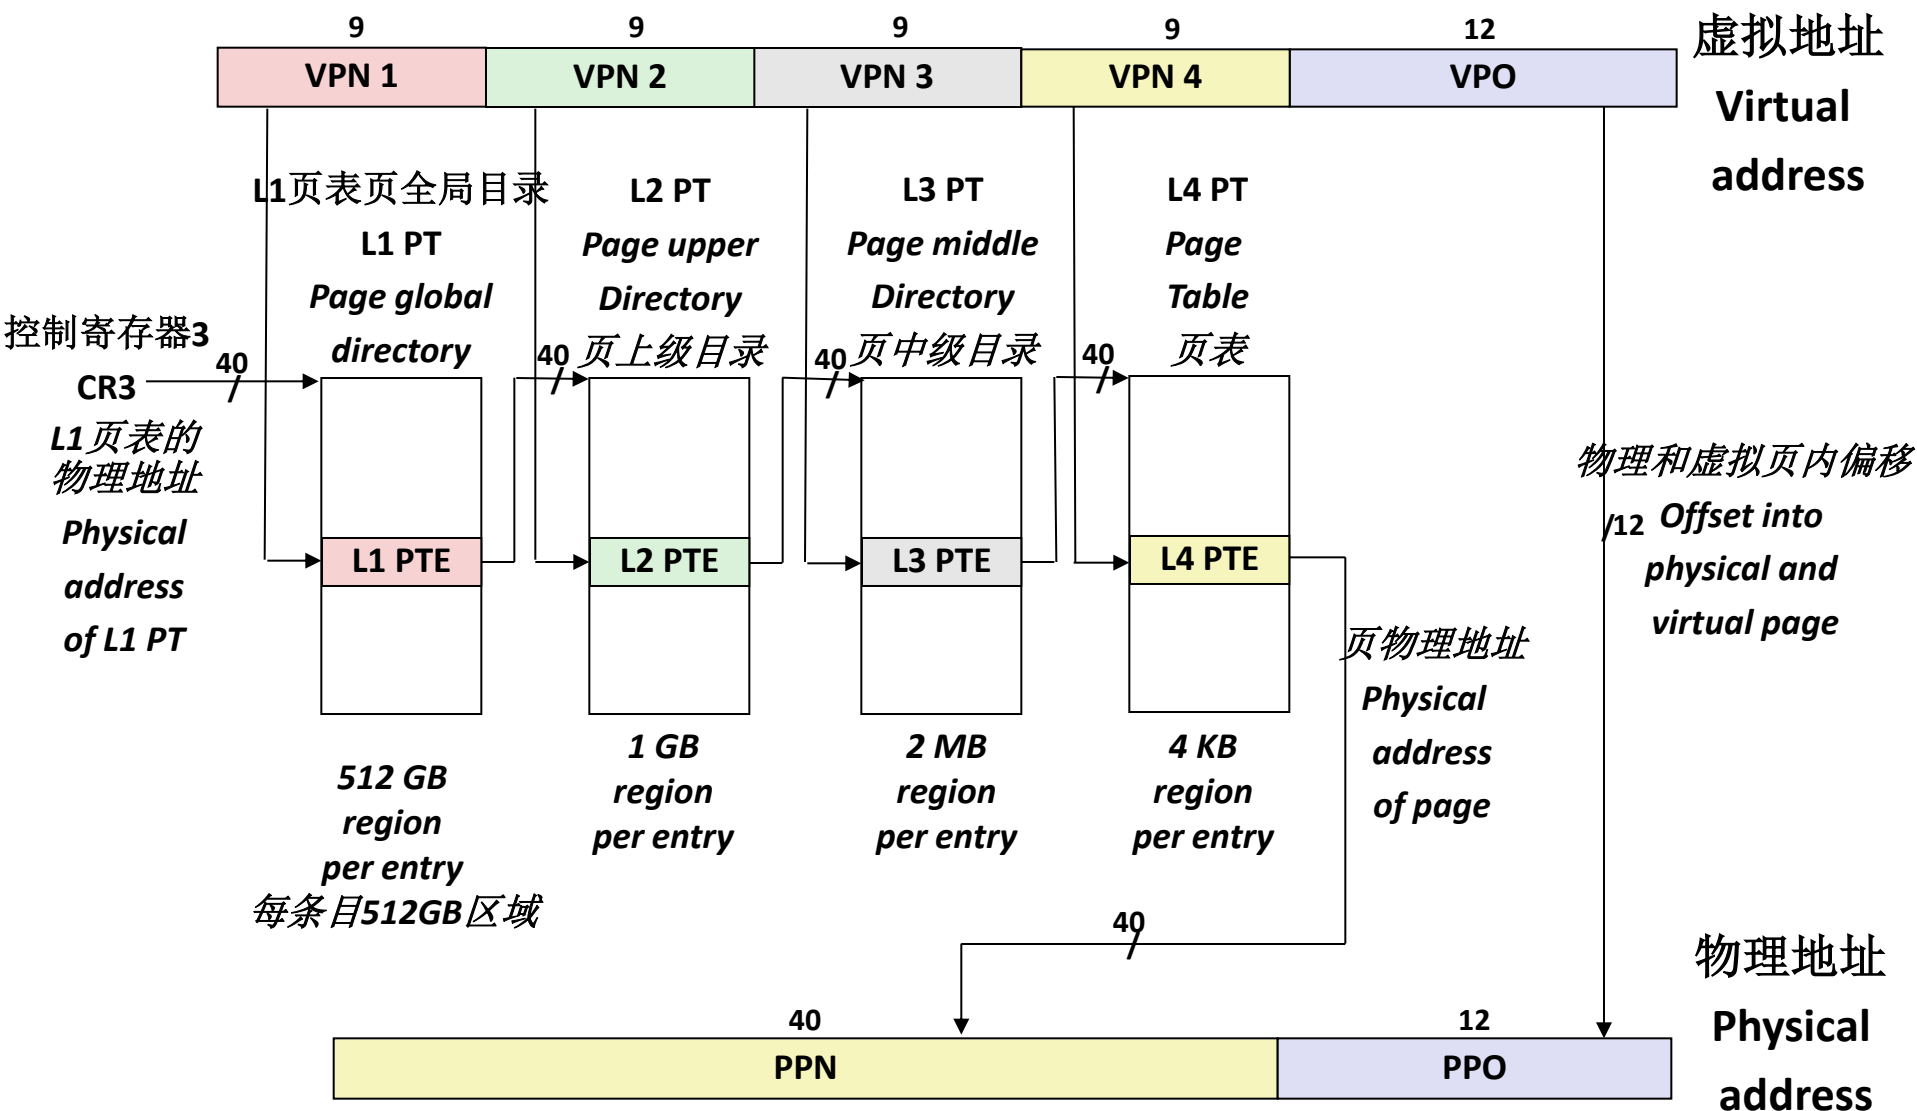 9
9
9
9
12
虚拟地址
Virtual
address
VPN 1
VPN 2
VPN 3
VPN 4
VPO
L1页表页全局目录
L1 PT
Page global
directory
L2 PT
Page upper
Directory
页上级目录
L3 PT
Page middle
Directory
页中级目录
L4 PT
Page
Table
页表
控制寄存器3
CR3
L1页表的
物理地址
Physical
address
of L1 PT
40
40
40
40
L1 PTE
L2 PTE
L3 PTE
L4 PTE
物理和虚拟页内偏移
/12
Offset into
physical and
virtual page
页物理地址
Physical
address
of page
512 GB
region
per entry
每条目512GB区域
1 GB
region
per entry
2 MB
region
per entry
4 KB
region
per entry
40
40
12
PPN
PPO
物理地址
Physical
address